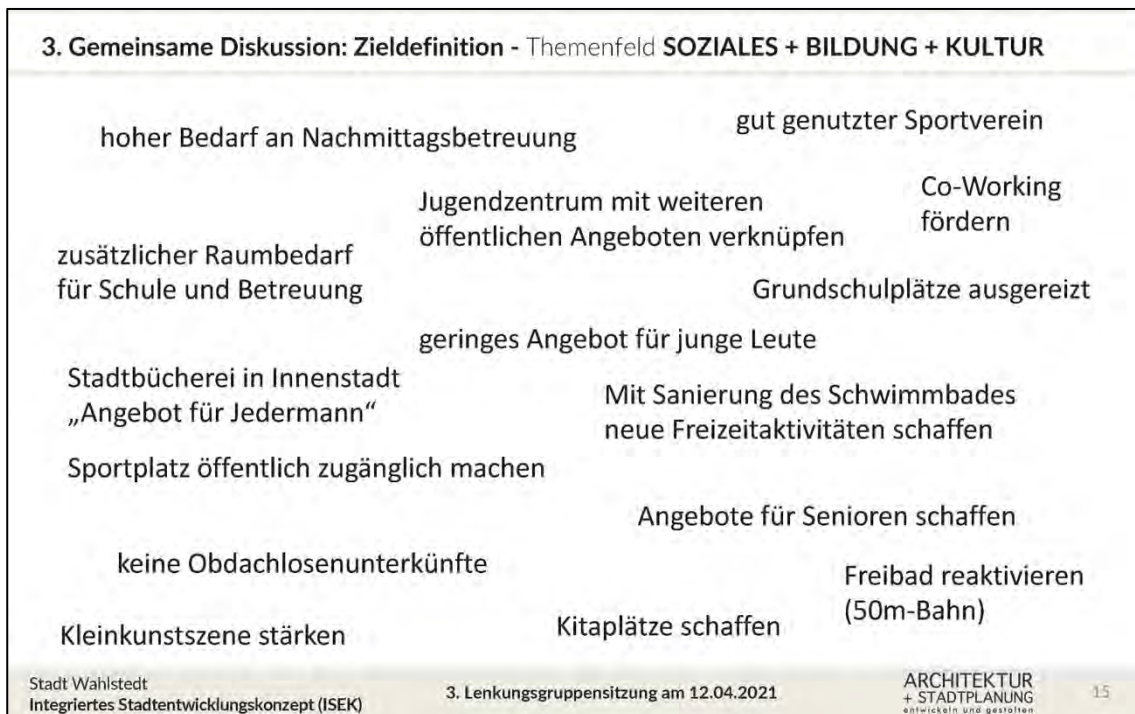 3. Gemeinsame Diskussion: Zieldefinition - Themenfeld SOZIALES + BILDUNG + KULTUR
hoher Bedarf an Nachmittagsbetreuung
gut genutzter Sportverein
Jugendzentrum mit weiteren
öffentlichen Angeboten verknüpfen
Co-Working
fördern
zusätzlicher Raumbedarf
für Schule und Betreuung
Grundschulplätze ausgereizt
geringes Angebot für junge Leute
Stadtbücherei in Innenstadt
„Angebot für Jedermann“
Mit Sanierung des Schwimmbades
neue Freizeitaktivitäten schaffen
Sportplatz öffentlich zugänglich machen
Angebote für Senioren schaffen
keine Obdachlosenunterkünfte
Freibad reaktivieren
(50m-Bahn)
Kitaplätze schaffen
Kleinkunstszene stärken
Stadt Wahlstedt
Integriertes Stadtentwicklungskonzept (ISEK)
3. Lenkungsgruppensitzung am 12.04.2021
ARCHITEKTUR
+ STADTPLANUNG
entwickeln und gestalten
15